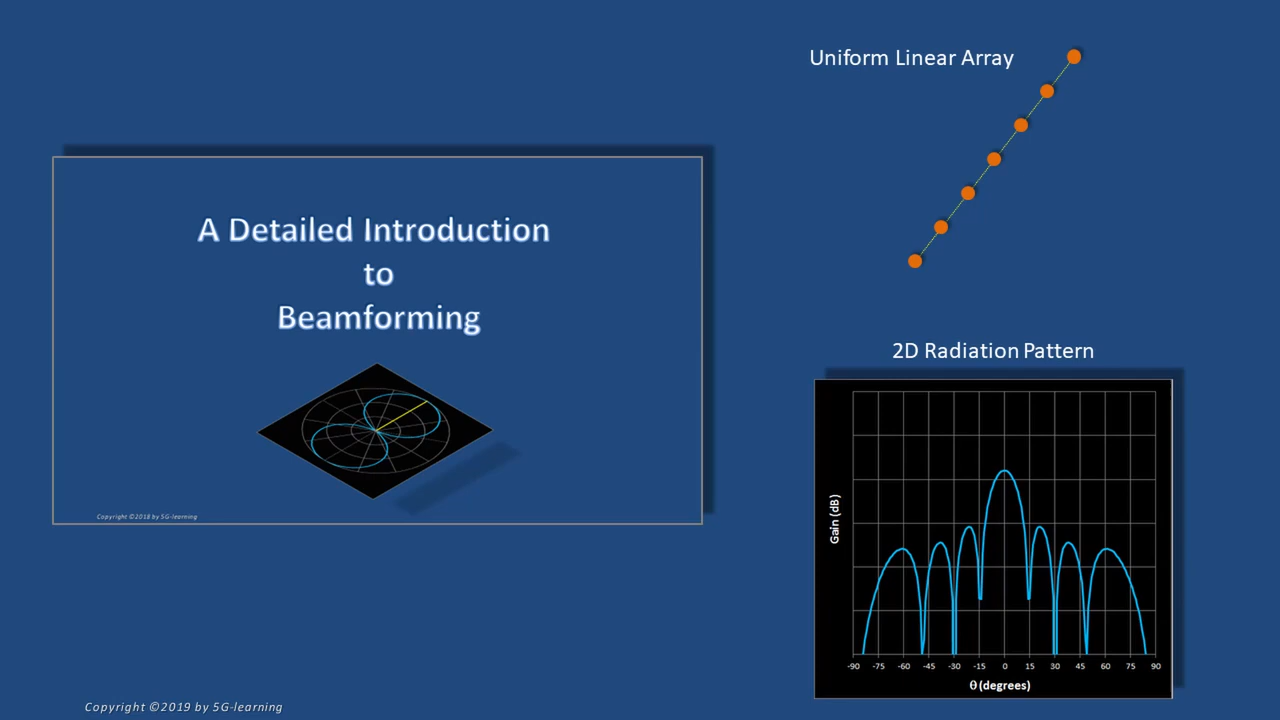 Uniform Linear Array
A Detailed Introduction
to
Beamforming
Copyright ©2018 by 5G-learning
2D Radiation Pattern
Gain (dB)
-90 -75 -60 -45 -30 -15 0 15 30 45 60 75 90
θ (degrees)
Copyright ©2019 by 5G-learning